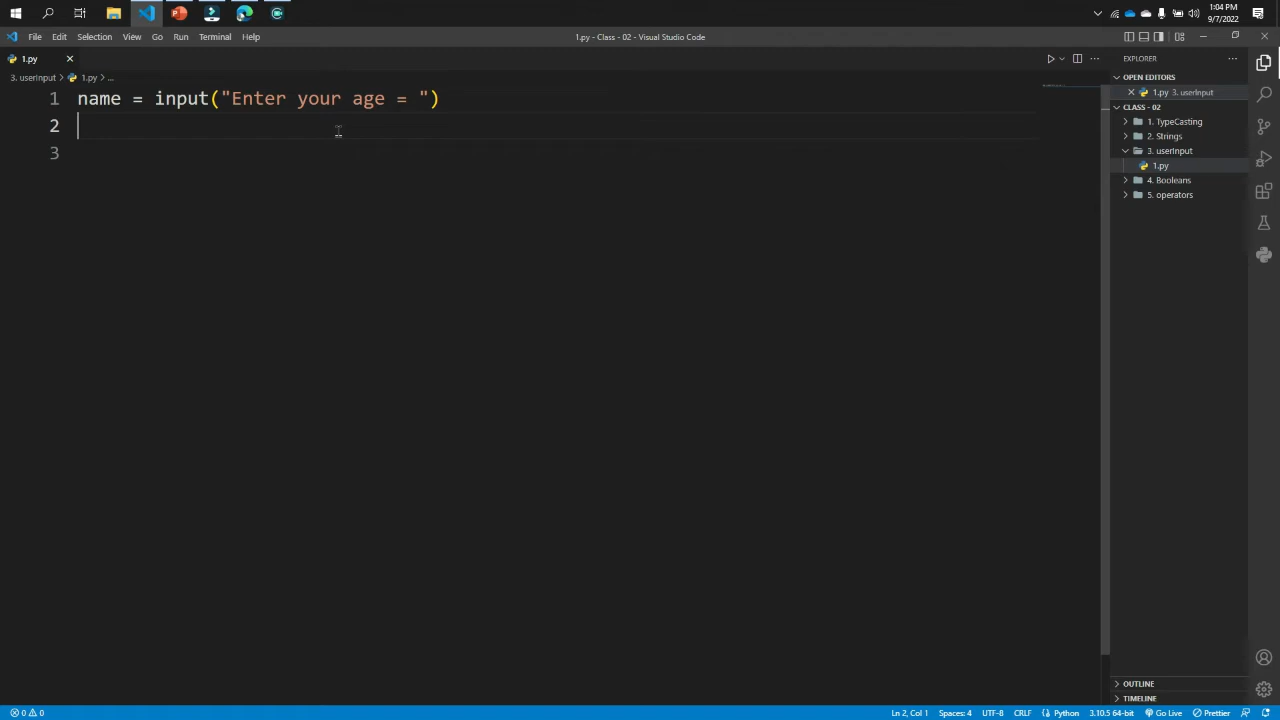 1:04 PM
9/7/2022
File Edit Selection View Go Run Terminal Help
1.py - Class - 02 - Visual Studio Code
1.py
3. userInput > 1.py > ...
1 name = input("Enter your age = ")
2
3
EXPLORER
OPEN EDITORS
1.py 3. userInput
CLASS - 02
1. TypeCasting
2. Strings
3. userInput
1.py
4. Booleans
5. operators
OUTLINE
TIMELINE
0 0
Ln 2, Col 1 Spaces: 4 UTF-8 CRLF Python 3.10.5 64-bit Go Live Prettier